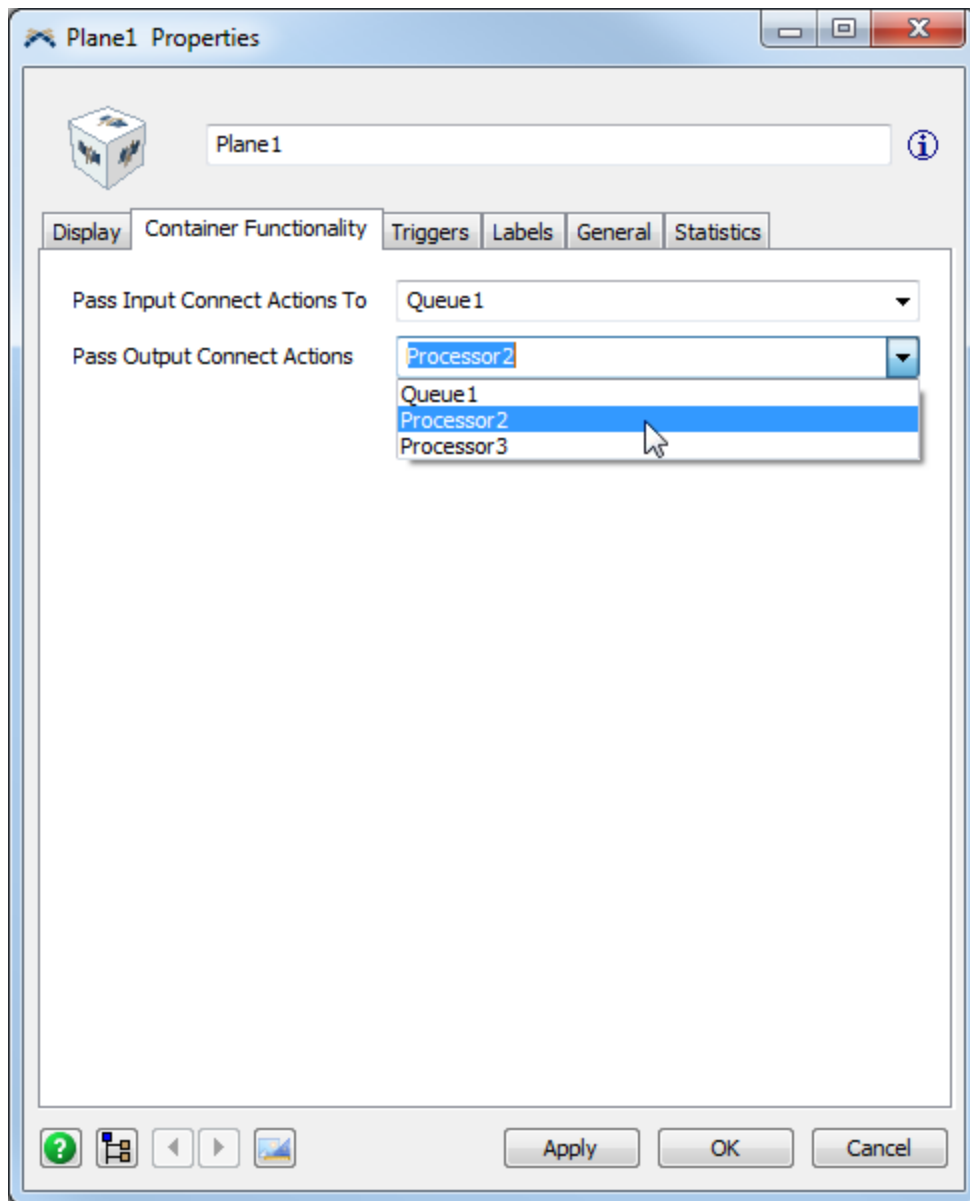 Plane1 Properties
Plane1
Display Container Functionality Triggers Labels General Statistics
Pass Input Connect Actions To Queue1
Pass Output Connect Actions Processor2
Queue1
Processor2
Processor3
Apply OK Cancel